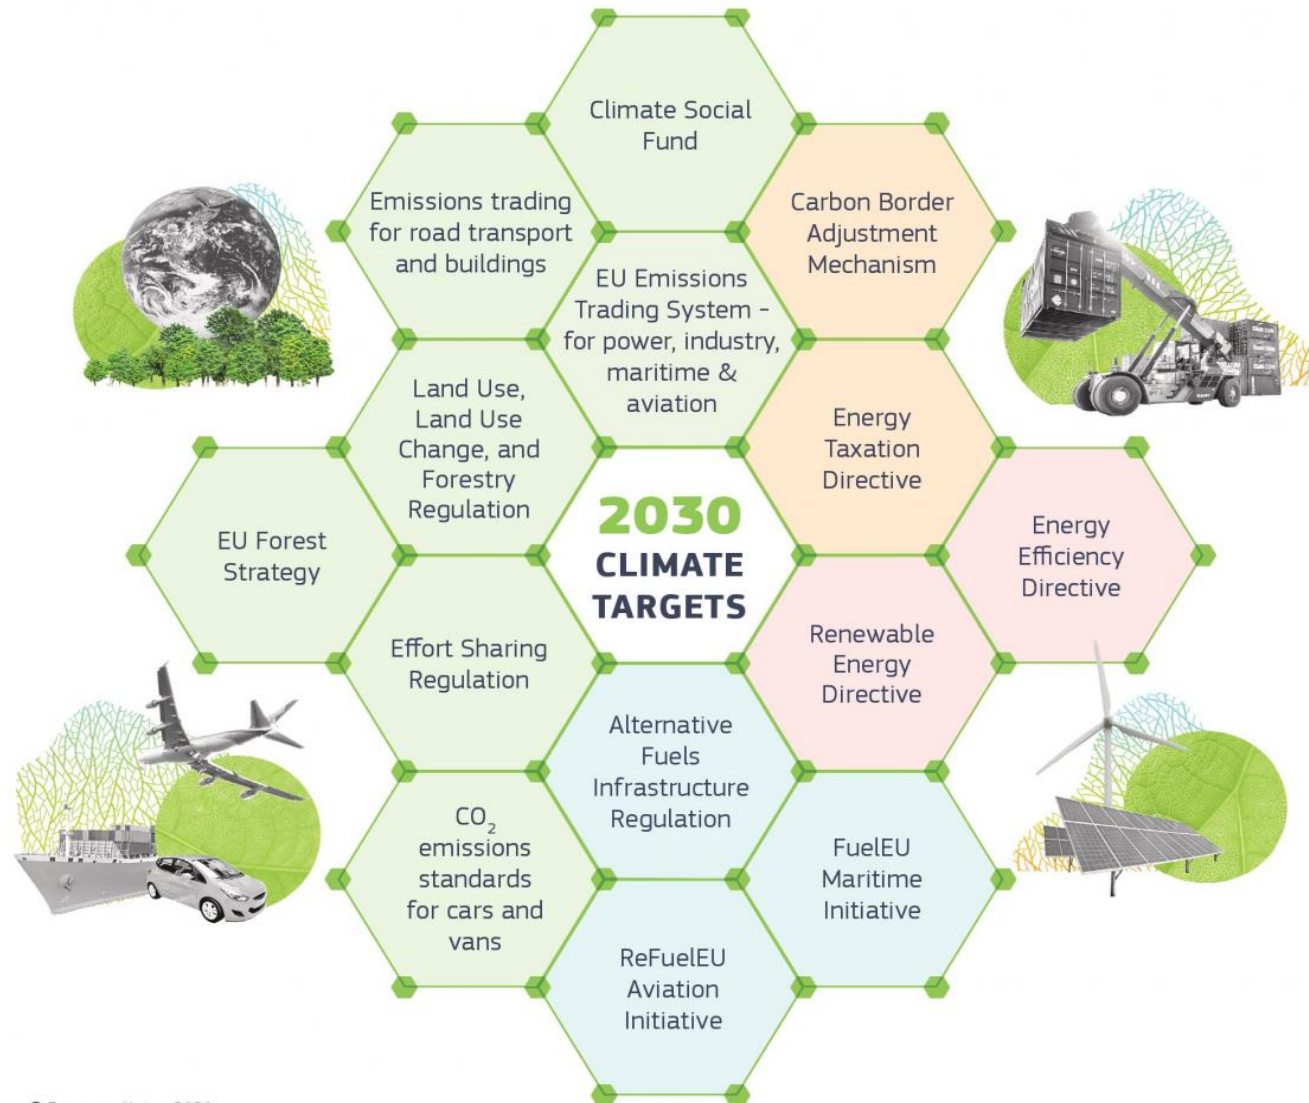 Climate Social
Fund
Emissions trading
for road transport
and buildings
Carbon Border
Adjustment
Mechanism
EU Emissions
Trading System -
for power, industry,
maritime &
aviation
Land Use,
Land Use
Change, and
Forestry
Regulation
Energy
Taxation
Directive
EU Forest
Strategy
2030
CLIMATE
TARGETS
Energy
Efficiency
Directive
Effort Sharing
Regulation
Renewable
Energy
Directive
Alternative
Fuels
Infrastructure
Regulation
CO₂
emissions
standards
for cars and
vans
FuelEU
Maritime
Initiative
ReFuelEU
Aviation
Initiative